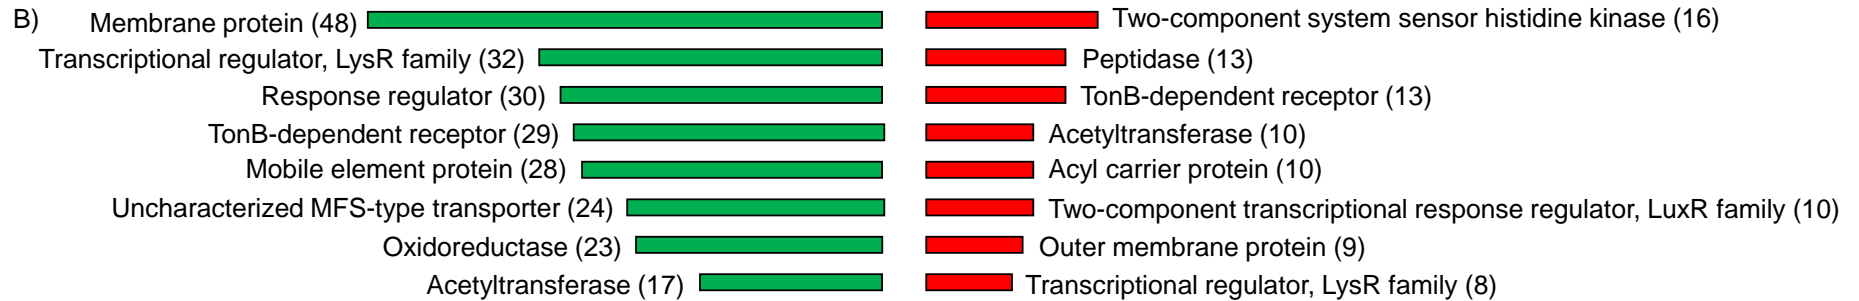 B)
Membrane protein (48)
Two-component system sensor histidine kinase (16)
Transcriptional regulator, LysR family (32)
Peptidase (13)
Response regulator (30)
TonB-dependent receptor (13)
TonB-dependent receptor (29)
Acetyltransferase (10)
Mobile element protein (28)
Acyl carrier protein (10)
Uncharacterized MFS-type transporter (24)
Two-component transcriptional response regulator, LuxR family (10)
Oxidoreductase (23)
Outer membrane protein (9)
Acetyltransferase (17)
Transcriptional regulator, LysR family (8)